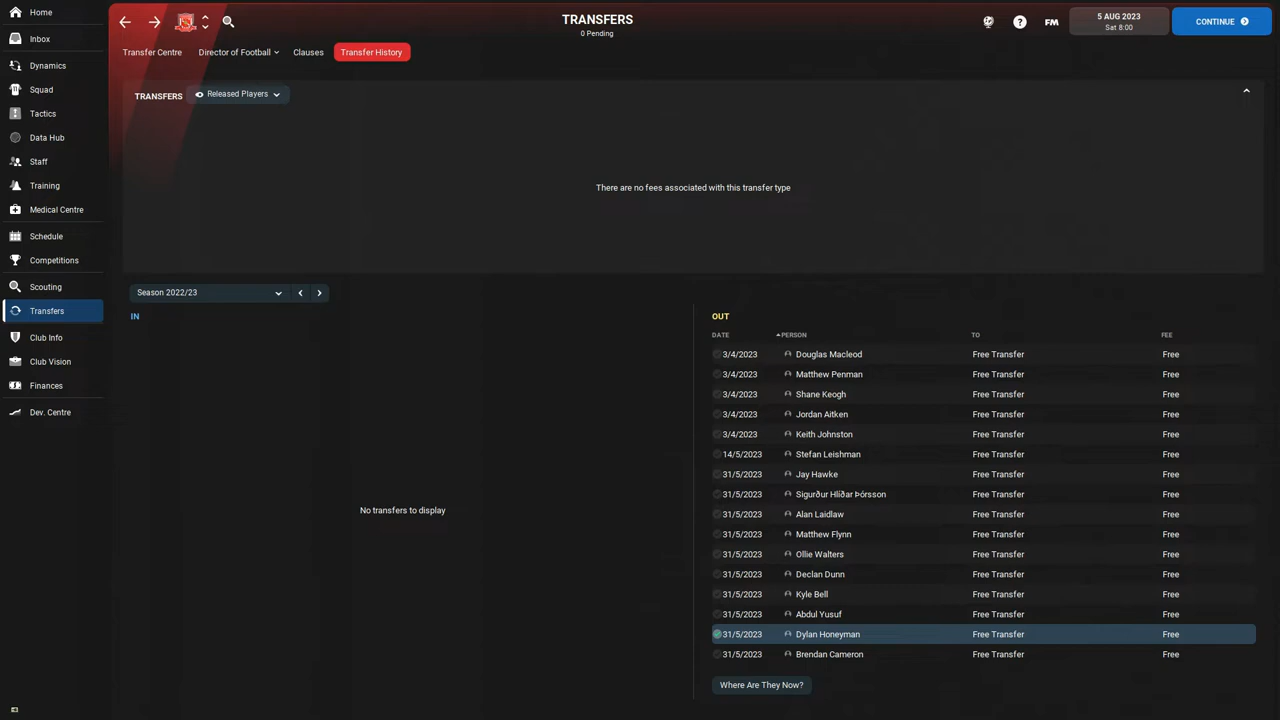 Home
Inbox
Dynamics
Squad
Tactics
Data Hub
Staff
Training
Medical Centre
Schedule
Competitions
Scouting
Transfers
Club Info
Club Vision
Finances
Dev. Centre
TRANSFERS
0 Pending
FM
5 AUG 2023
Sat 8:00
CONTINUE
Transfer Centre Director of Football Clauses Transfer History
TRANSFERS Released Players
There are no fees associated with this transfer type
Season 2022/23
IN
No transfers to display
OUT
DATE PERSON TO FEE
3/4/2023 Douglas Macleod Free Transfer Free
3/4/2023 Matthew Penman Free Transfer Free
3/4/2023 Shane Keogh Free Transfer Free
3/4/2023 Jordan Aitken Free Transfer Free
3/4/2023 Keith Johnston Free Transfer Free
14/5/2023 Stefan Leishman Free Transfer Free
31/5/2023 Jay Hawke Free Transfer Free
31/5/2023 Sigurður Hlíðar Þórsson Free Transfer Free
31/5/2023 Alan Laidlaw Free Transfer Free
31/5/2023 Matthew Flynn Free Transfer Free
31/5/2023 Ollie Walters Free Transfer Free
31/5/2023 Declan Dunn Free Transfer Free
31/5/2023 Kyle Bell Free Transfer Free
31/5/2023 Abdul Yusuf Free Transfer Free
31/5/2023 Dylan Honeyman Free Transfer Free
31/5/2023 Brendan Cameron Free Transfer Free
Where Are They Now?